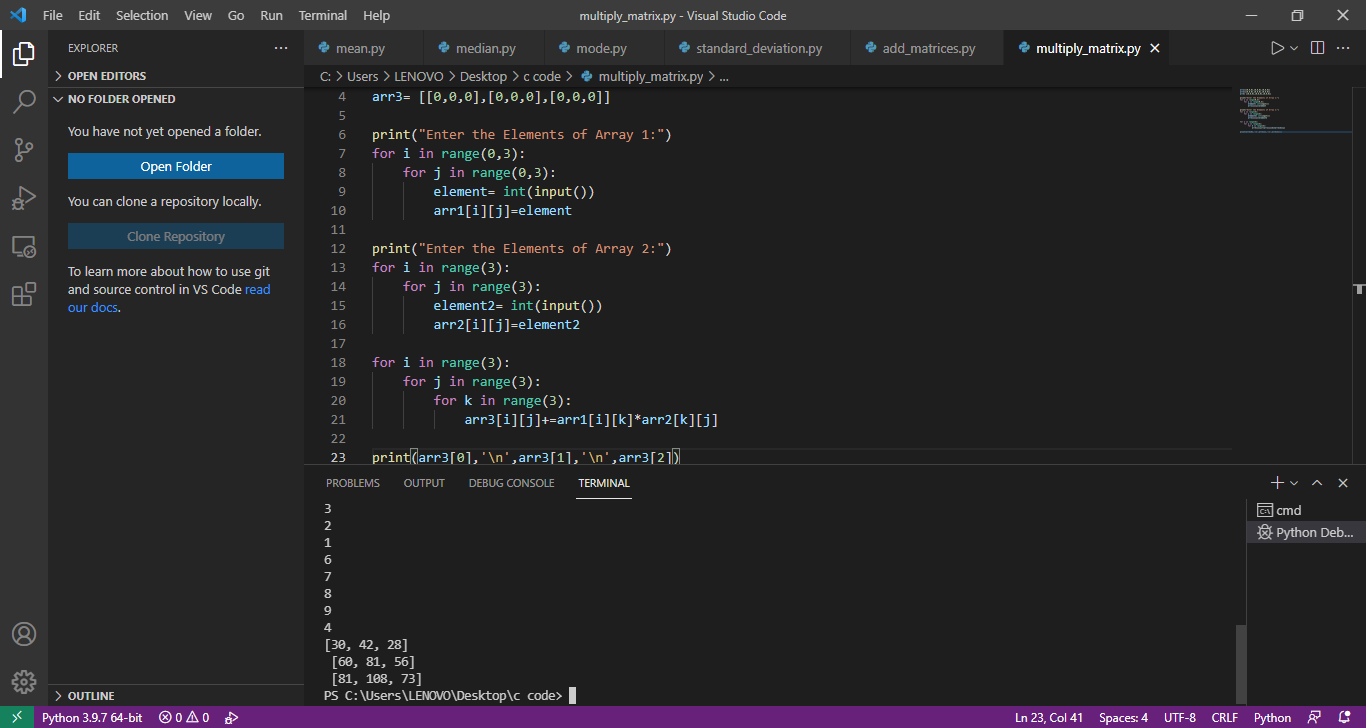 File Edit Selection View Go Run Terminal Help multiply_matrix.py - Visual Studio Code
EXPLORER
OPEN EDITORS
NO FOLDER OPENED
You have not yet opened a folder.
Open Folder
You can clone a repository locally.
Clone Repository
To learn more about how to use git
and source control in VS Code read
our docs.
OUTLINE
mean.py median.py mode.py standard_deviation.py add_matrices.py multiply_matrix.py
C: > Users > LENOVO > Desktop > c code > multiply_matrix.py > ...
4 arr3= [[0,0,0],[0,0,0],[0,0,0]]
5
6 print("Enter the Elements of Array 1:")
7 for i in range(0,3):
8     for j in range(0,3):
9         element= int(input())
10         arr1[i][j]=element
11
12 print("Enter the Elements of Array 2:")
13 for i in range(3):
14     for j in range(3):
15         element2= int(input())
16         arr2[i][j]=element2
17
18 for i in range(3):
19     for j in range(3):
20         for k in range(3):
21             arr3[i][j]+=arr1[i][k]*arr2[k][j]
22
23 print(arr3[0],'\n',arr3[1],'\n',arr3[2])
PROBLEMS OUTPUT DEBUG CONSOLE TERMINAL
3
2
1
6
7
8
9
4
[30, 42, 28]
 [60, 81, 56]
 [81, 108, 73]
PS C:\Users\LENOVO\Desktop\c code>
cmd
Python Deb...
Python 3.9.7 64-bit 0 0 Ln 23, Col 41 Spaces: 4 UTF-8 CRLF Python